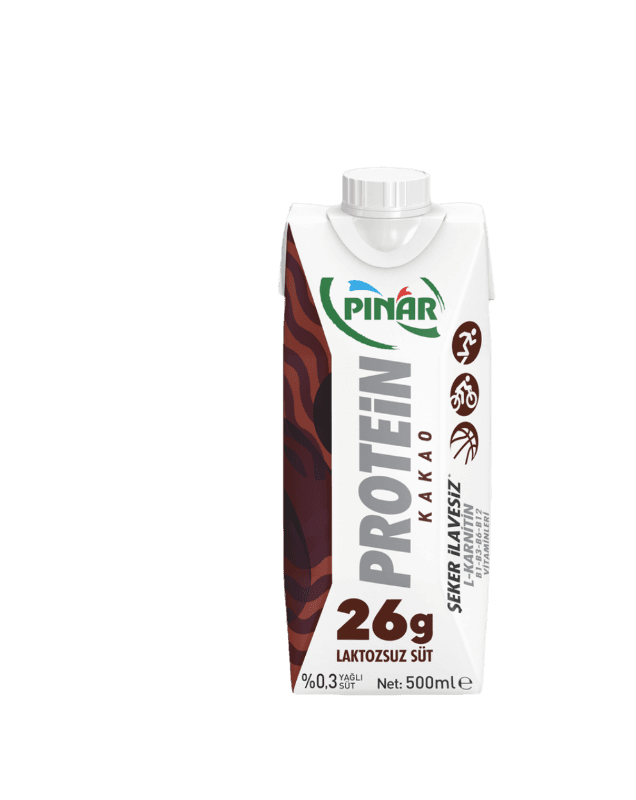 PINAR
PROTEİN
KAKAO
ŞEKER İLAVESİZ*
L-KARNİTİN
B1-B3-B6-B12
VİTAMİNLERİ
26g
LAKTOZSUZ SÜT
%0,3 YAĞLI
SÜT
Net: 500ml ℮